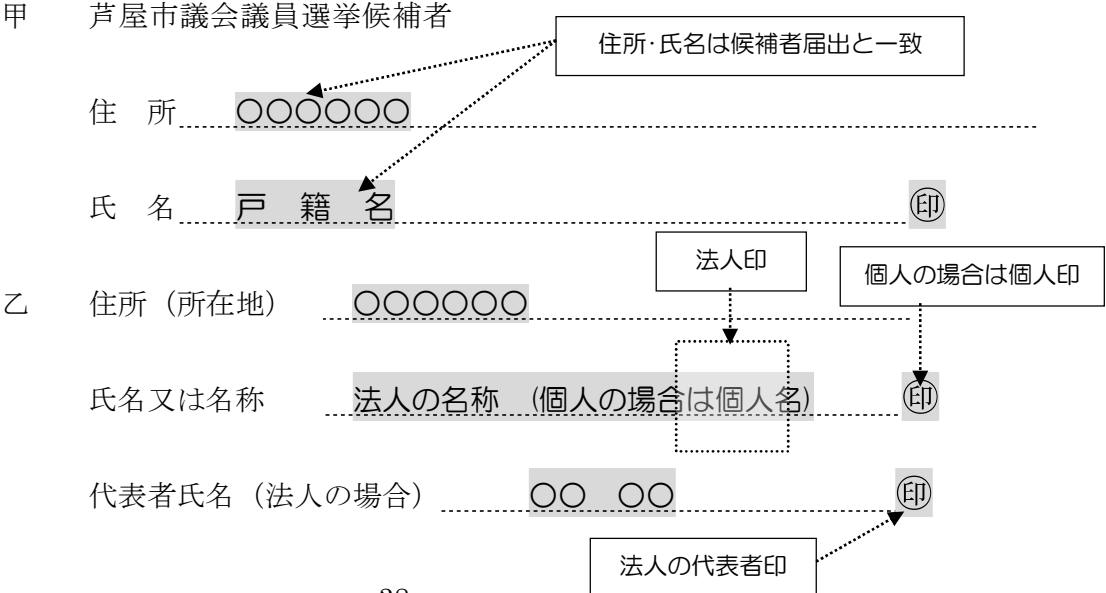 甲 芦屋市議会議員選挙候補者
住所・氏名は候補者届出と一致
住 所 〇〇〇〇〇〇
氏 名 戸 籍 名 ㊞
法人印
個人の場合は個人印
乙 住所（所在地） 〇〇〇〇〇〇
氏名又は名称 法人の名称 （個人の場合は個人名） ㊞
代表者氏名（法人の場合） 〇〇 〇〇 ㊞
法人の代表者印